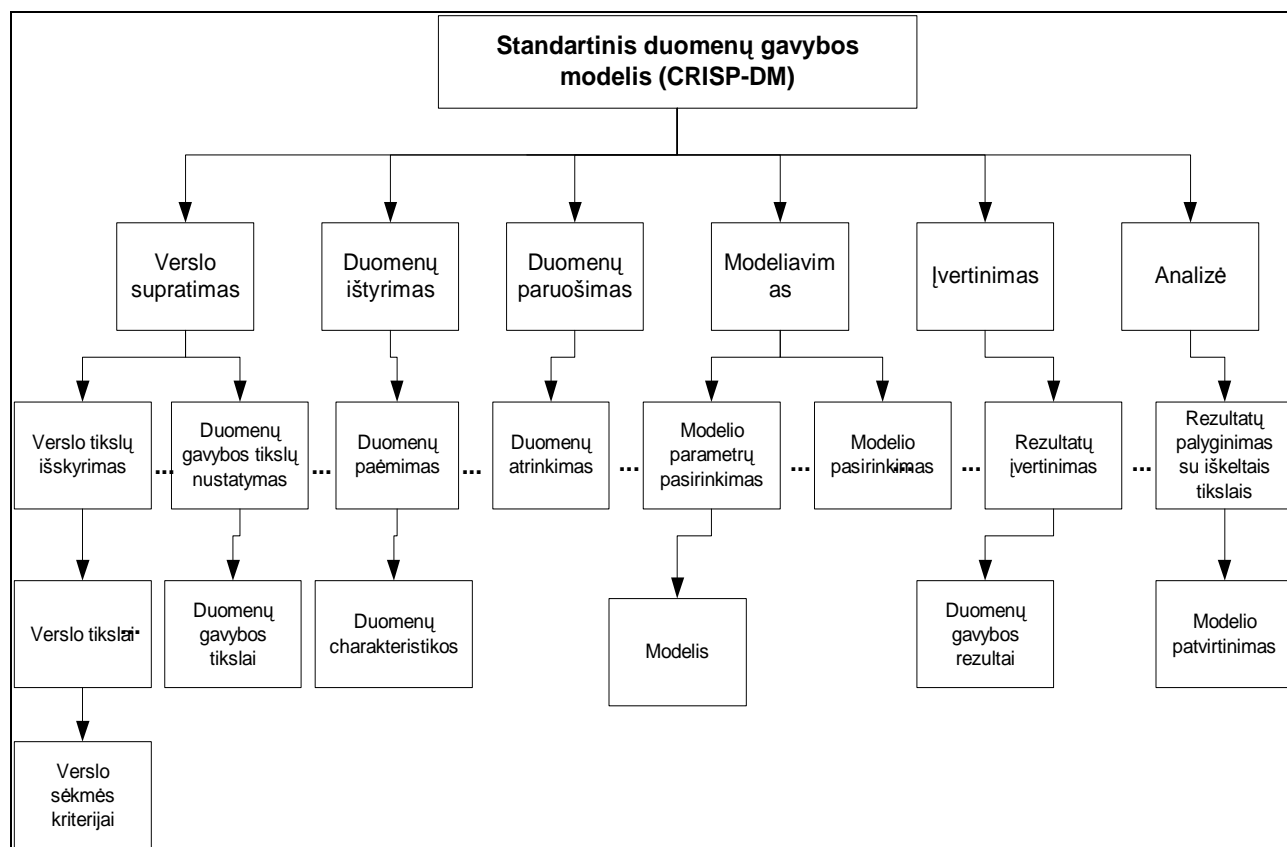 Standartinis duomenų gavybos
modelis (CRISP-DM)
Verslo
supratimas
Duomenų
ištyrimas
Duomenų
paruošimas
Modeliavim
as
Įvertinimas
Analizė
Verslo tikslų
išskyrimas
...
Duomenų
gavybos tikslų
nustatymas
...
Duomenų
paėmimas
...
Duomenų
atrinkimas
...
Modelio
parametrų
pasirinkimas
...
Modelio
pasirinkimas
...
...
Rezultatų
įvertinimas
...
Rezultatų
palyginimas
su iškeltais
tikslais
Verslo tikslai
...
Duomenų
gavybos
tikslai
Duomenų
charakteristikos
Modelis
Duomenų
gavybos
rezultai
Modelio
patvirtinimas
Verslo
sėkmės
kriterijai